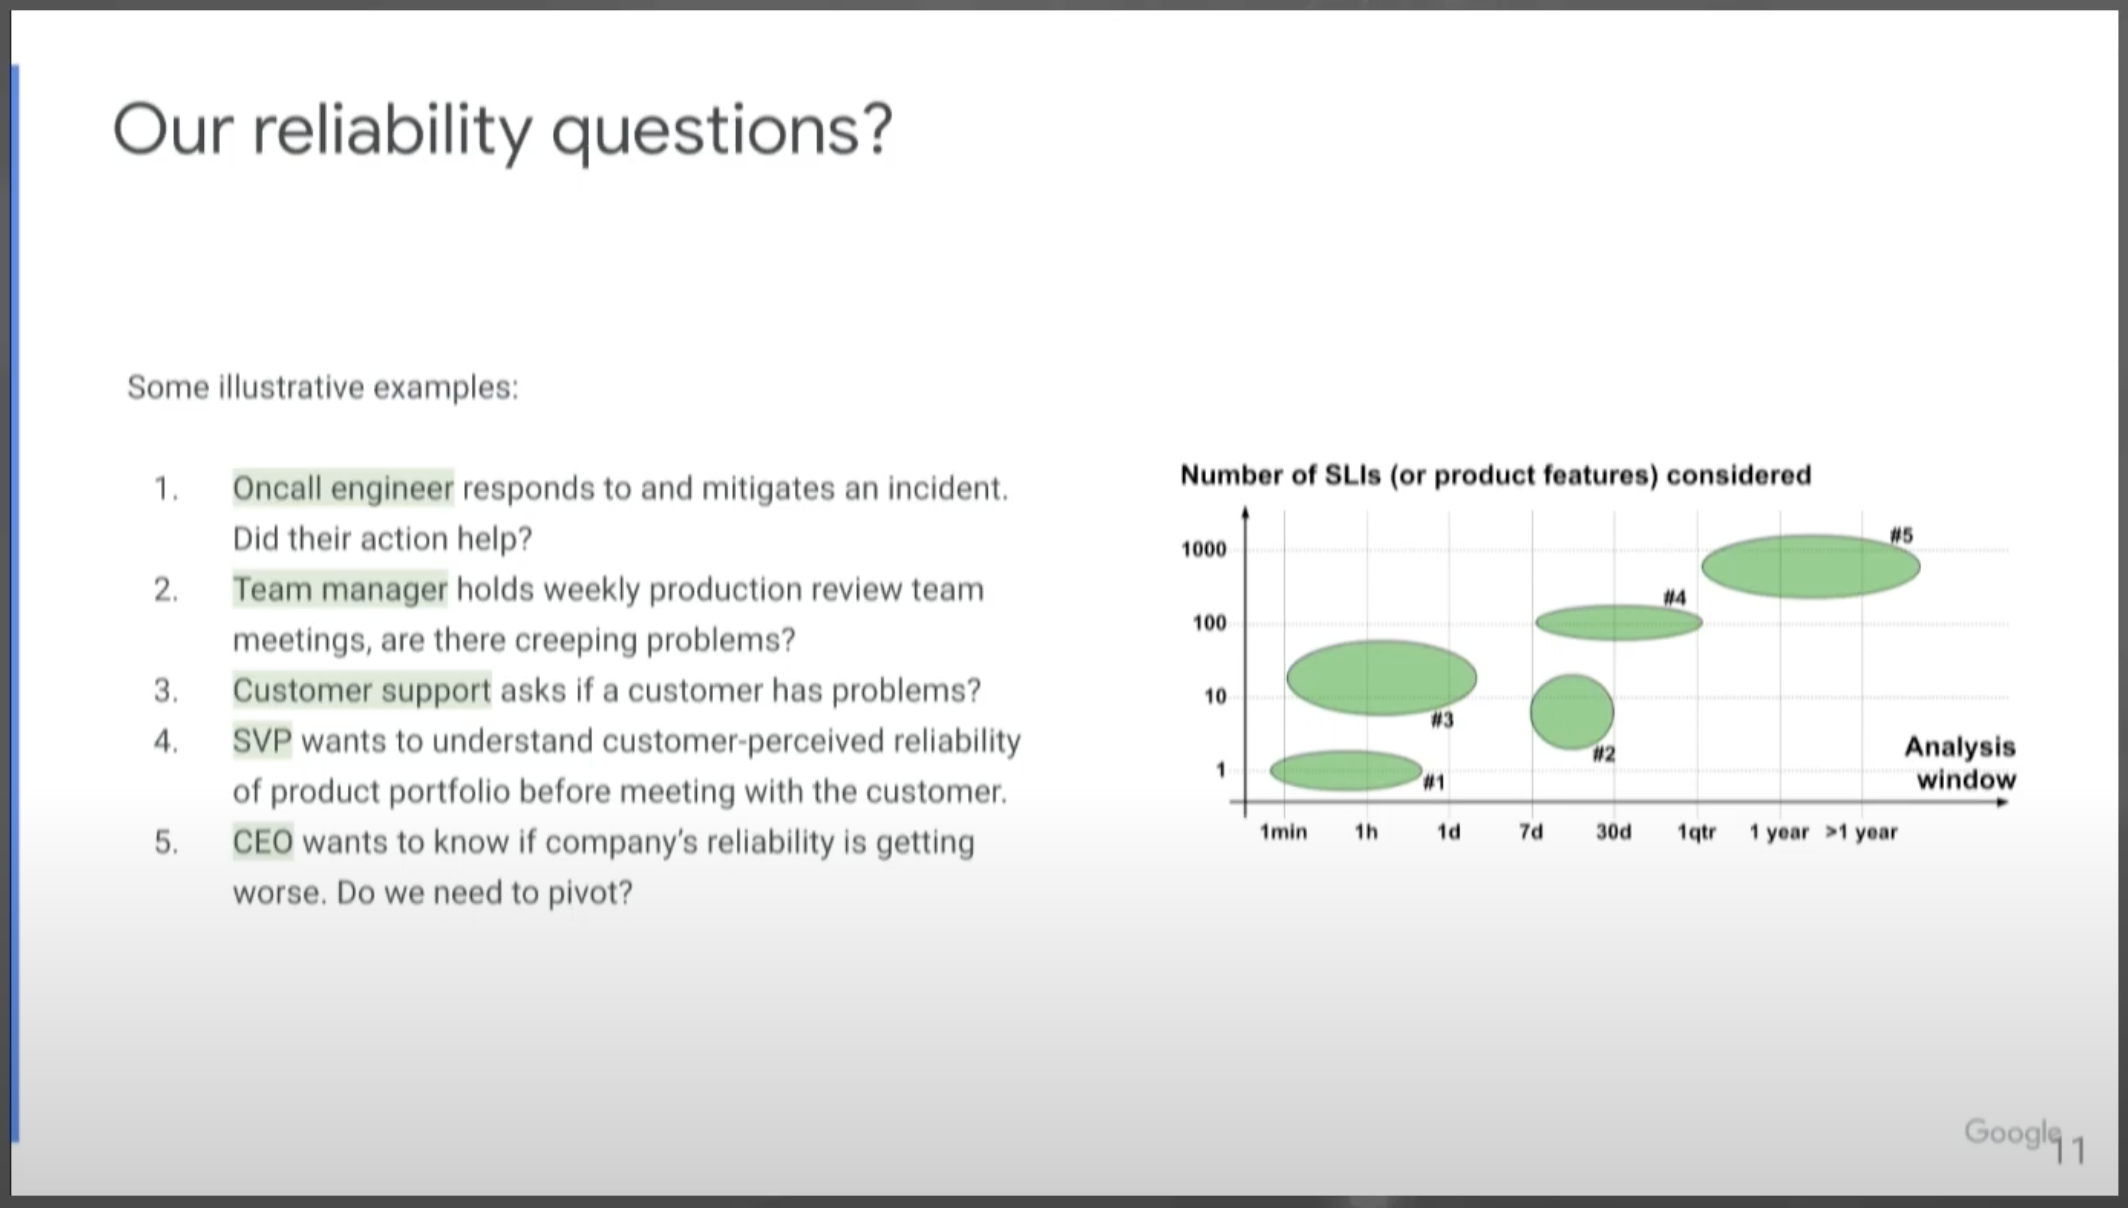 Our reliability questions?
Some illustrative examples:
1. Oncall engineer responds to and mitigates an incident.
Did their action help?
2. Team manager holds weekly production review team
meetings, are there creeping problems?
3. Customer support asks if a customer has problems?
4. SVP wants to understand customer-perceived reliability
of product portfolio before meeting with the customer.
5. CEO wants to know if company's reliability is getting
worse. Do we need to pivot?
Number of SLIs (or product features) considered
1000
100
10
1
#5
#4
#3
#2
#1
Analysis
window
1min 1h 1d 7d 30d 1qtr 1 year >1 year
Google
11